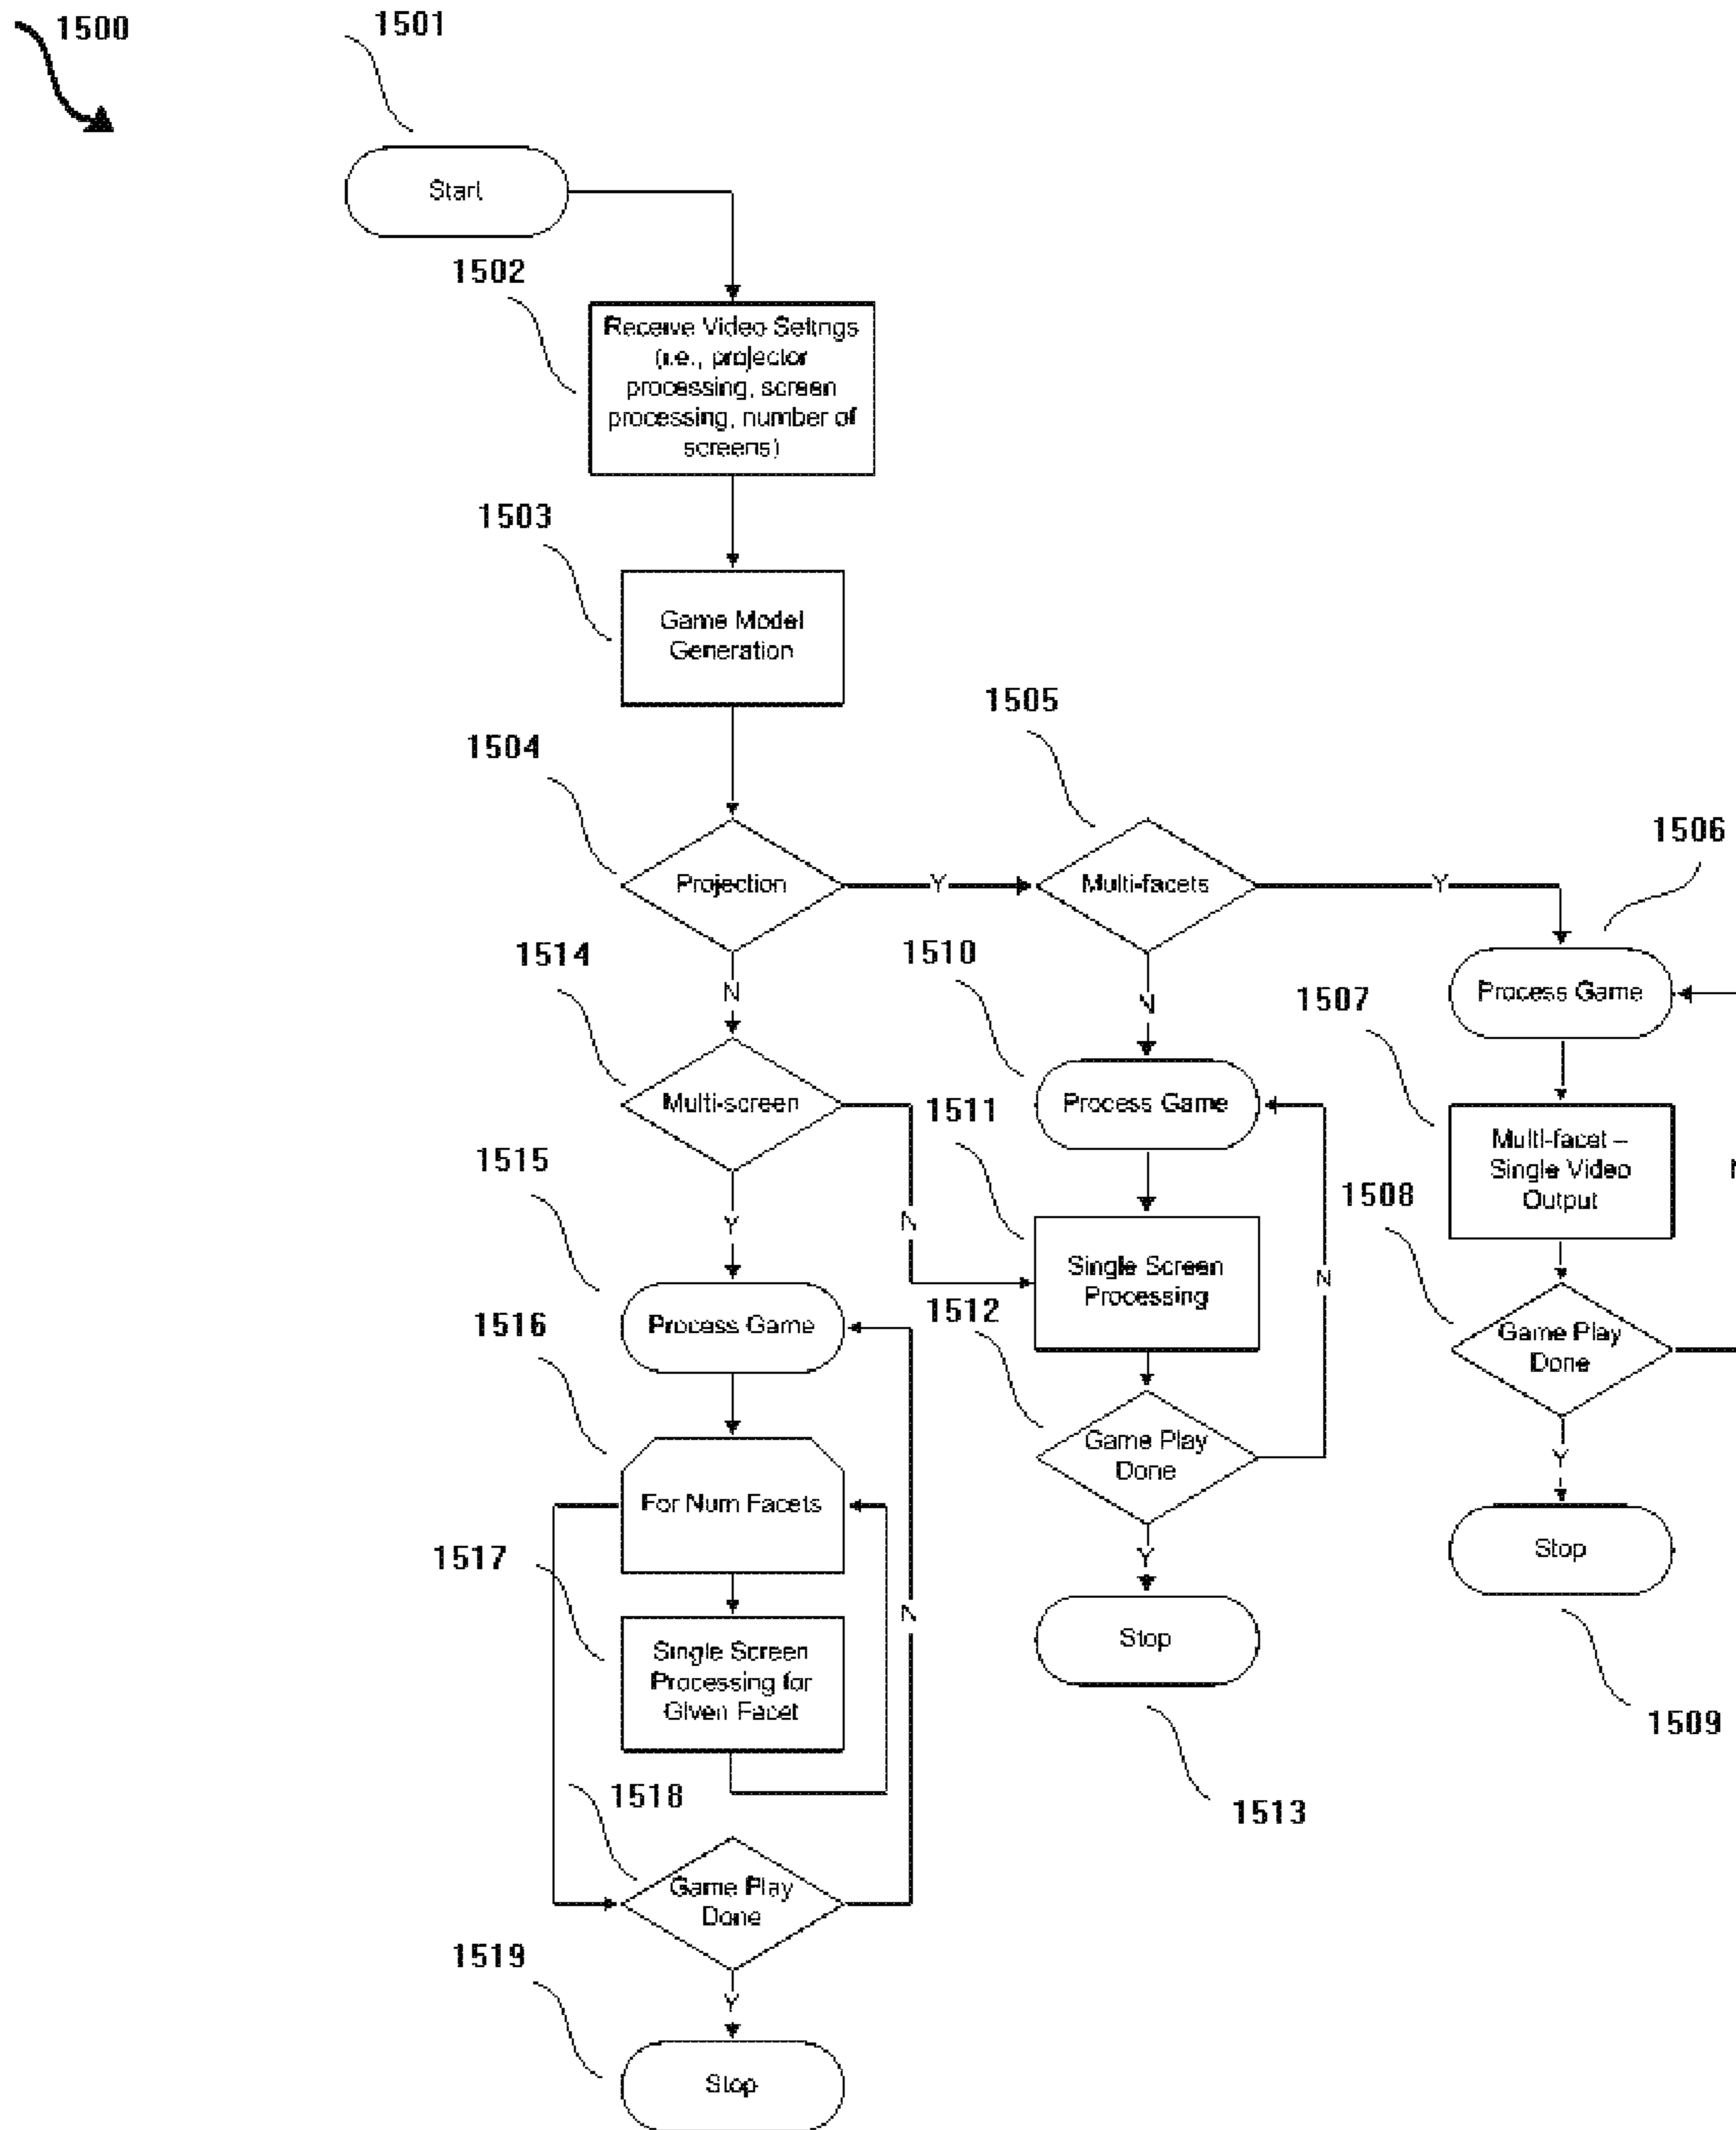 1500
1501
Start
1502
Receive Video Settings
(i.e., projector
processing, screen
processing, number of
screens)
1503
Game Model
Generation
1504
Projection
Y
1505
Multi-facets
Y
1506
Process Game
N
1514
Multi-screen
N
1510
Process Game
1507
Multi-facet –
Single Video
Output
N
1508
Game Play
Done
Y
Stop
1509
Y
N
1511
Single Screen
Processing
N
1512
Game Play
Done
Y
Stop
1513
1515
Process Game
1516
For Num Facets
1517
Single Screen
Processing for
Given Facet
N
1518
Game Play
Done
Y
1519
Stop